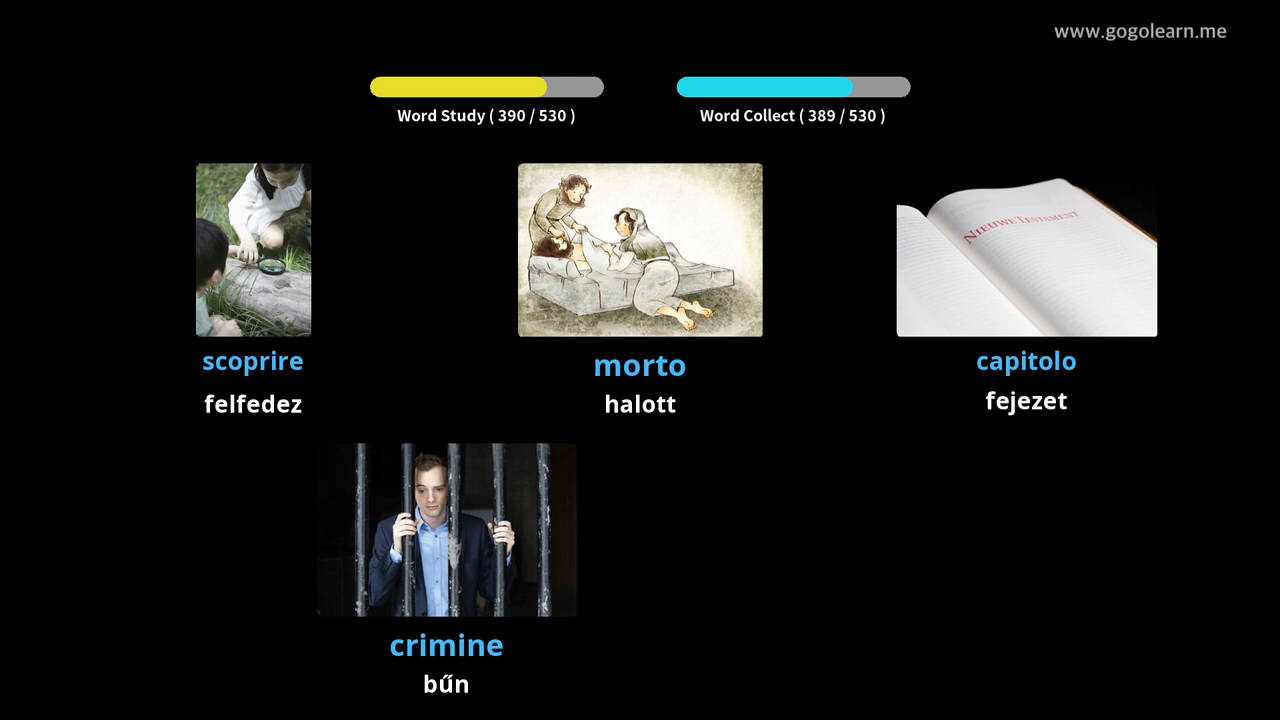 www.gogolearn.me
Word Study ( 390 / 530 )
Word Collect ( 389 / 530 )
NIEUWE TESTAMENT
scoprire
felfedez
morto
halott
capitolo
fejezet
crimine
bűn